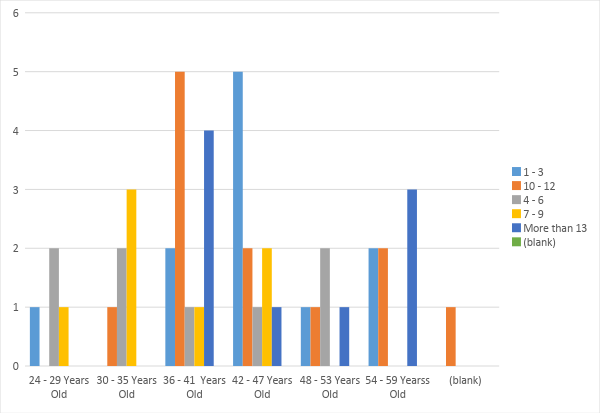 6
5
4
3
2
1
0
24 - 29 Years
Old
30 - 35 Years
Old
36 - 41  Years
Old
42 - 47 Years
Old
48 - 53 Years
Old
54 - 59 Yearss
Old
(blank)
1 - 3
10 - 12
4 - 6
7 - 9
More than 13
(blank)